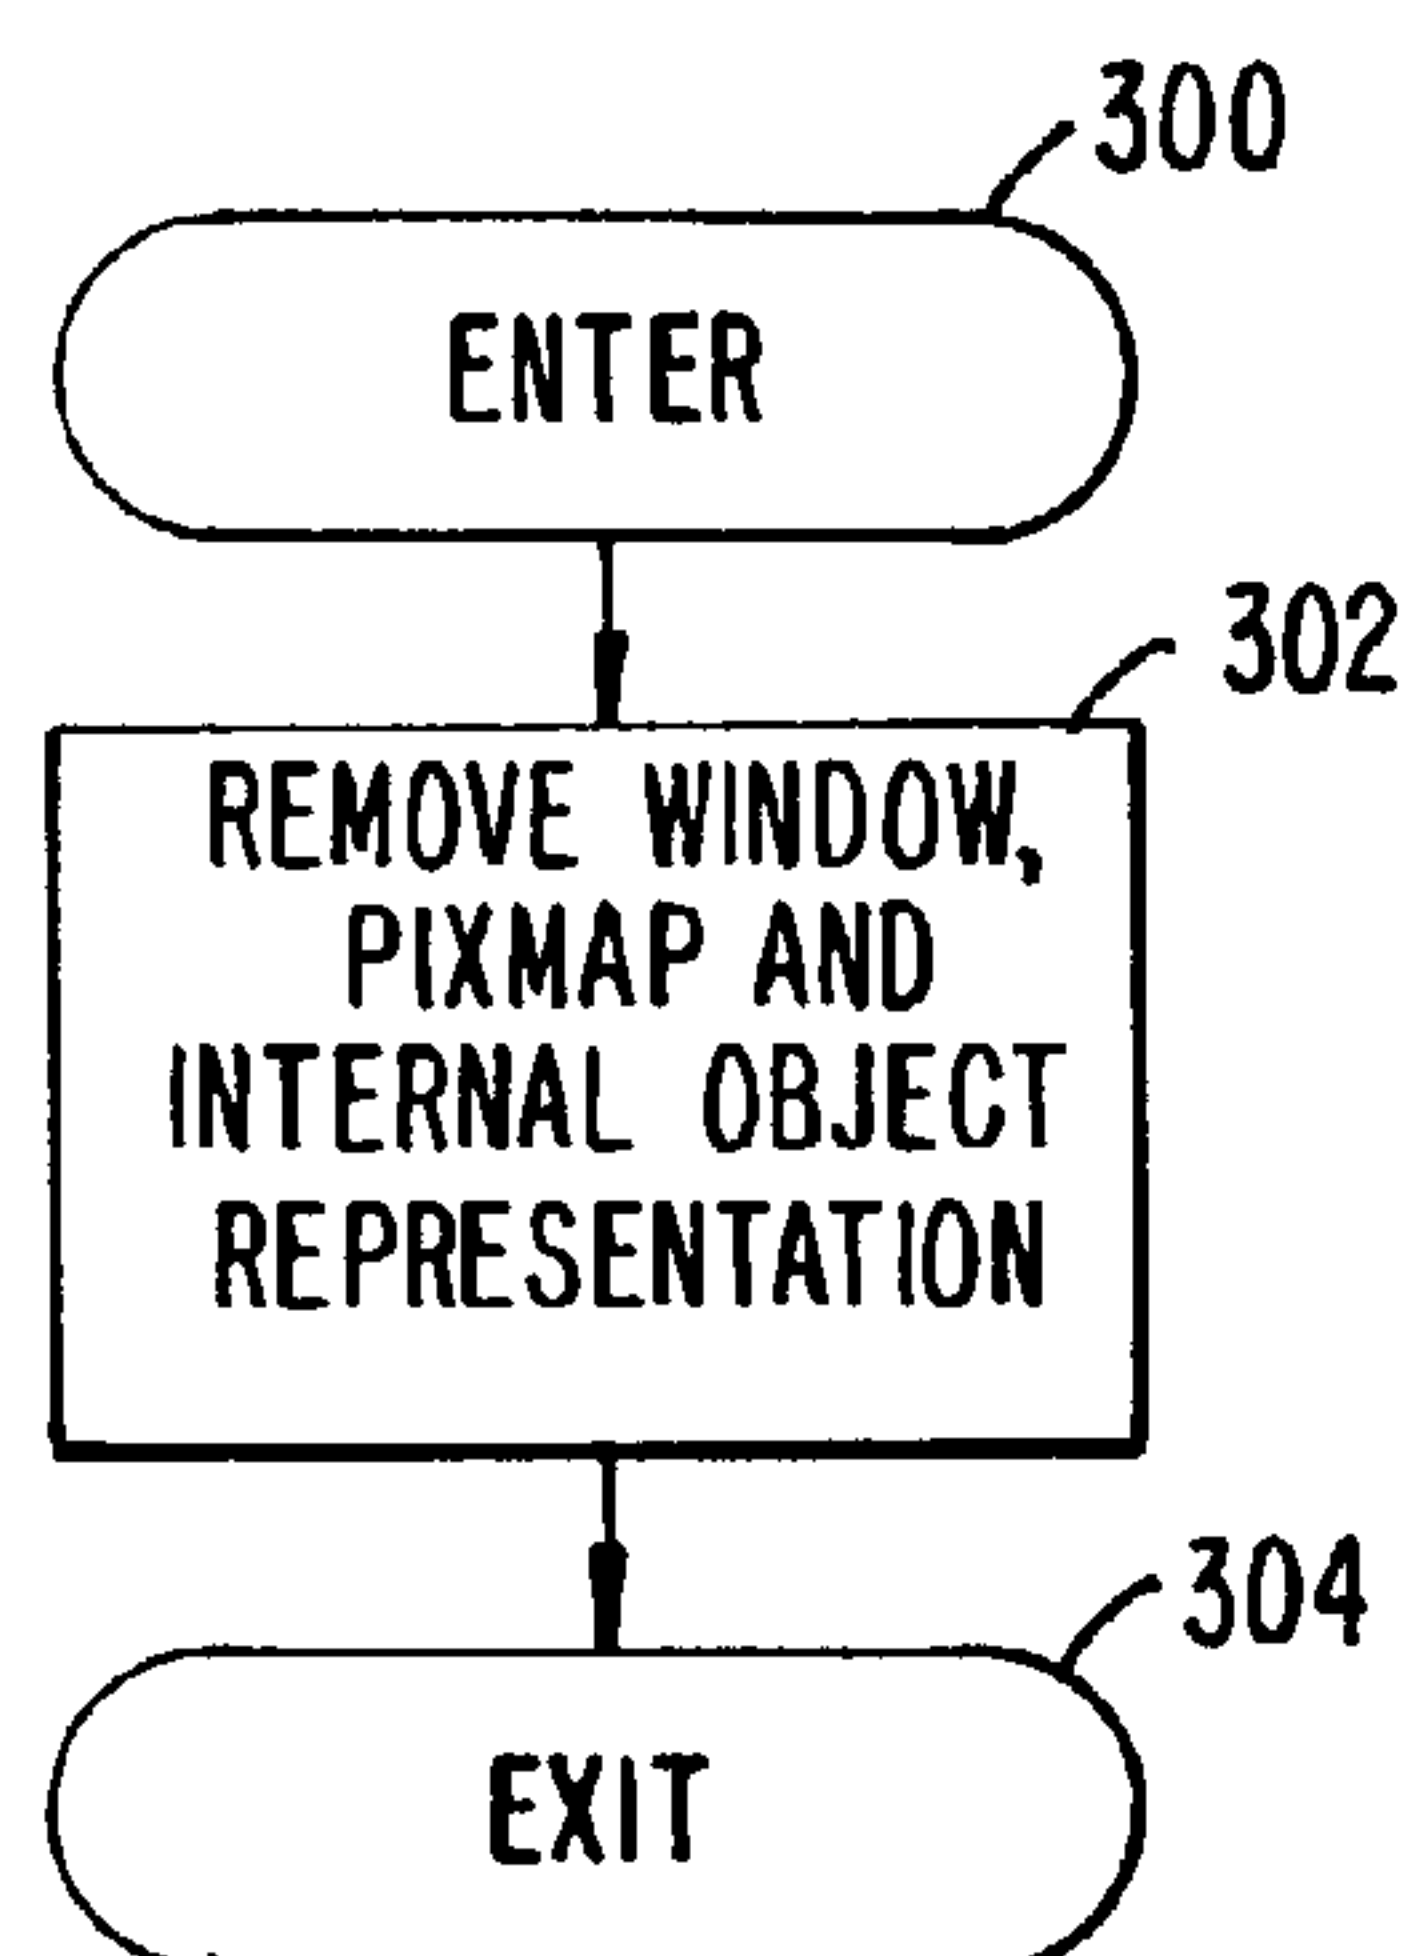 300
ENTER
302
REMOVE WINDOW,
PIXMAP AND
INTERNAL OBJECT
REPRESENTATION
304
EXIT